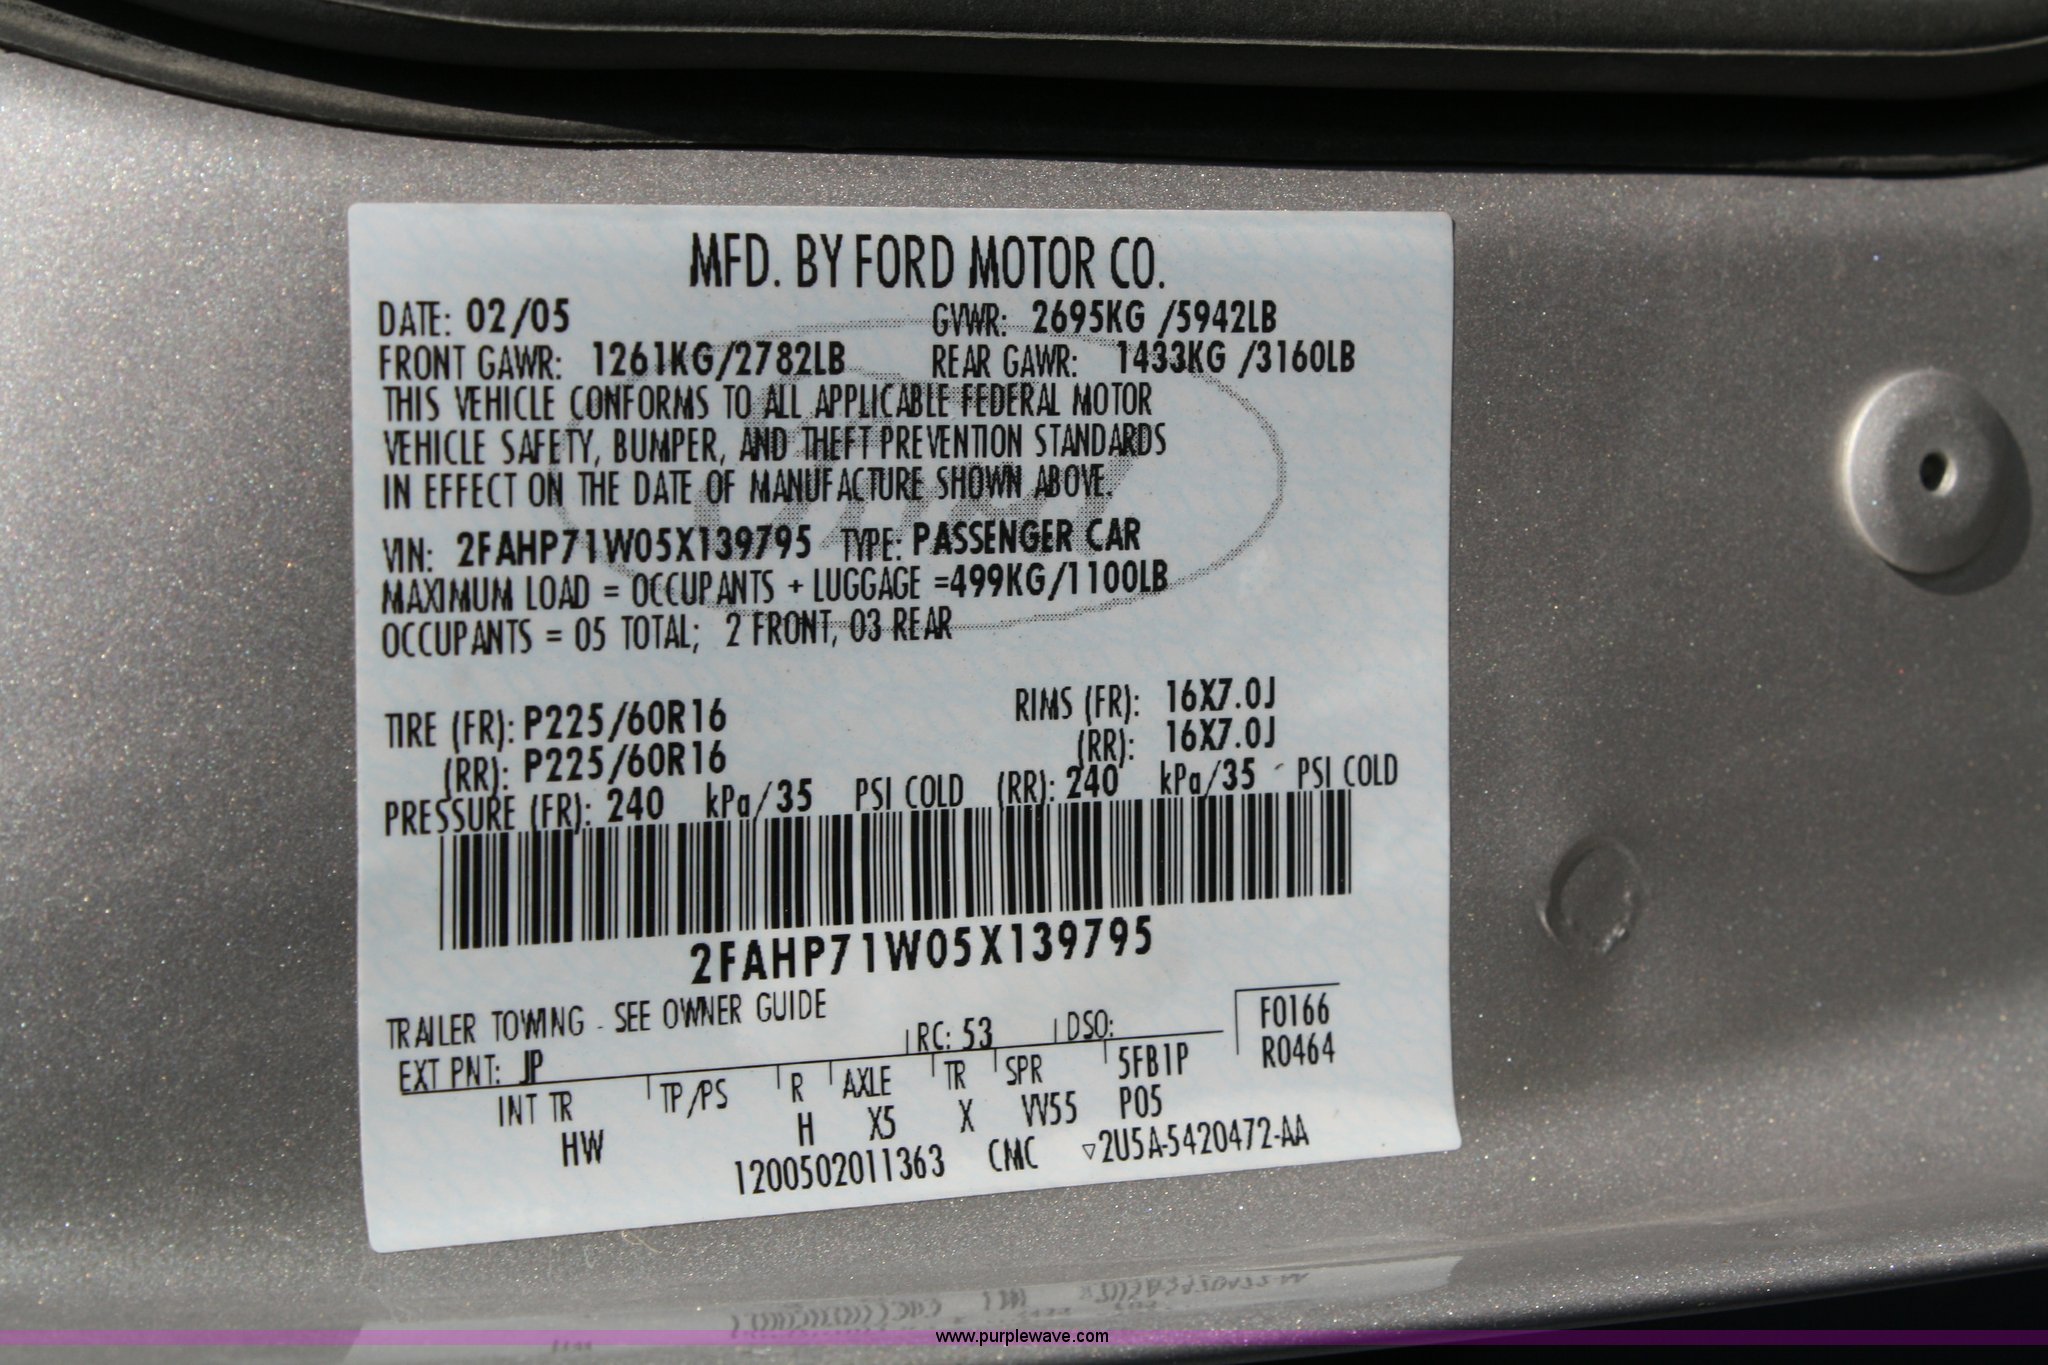 MFD. BY FORD MOTOR CO.
DATE: 02/05 GVWR: 2695KG /5942LB
FRONT GAWR: 1261KG/2782LB REAR GAWR: 1433KG /3160LB
THIS VEHICLE CONFORMS TO ALL APPLICABLE FEDERAL MOTOR
VEHICLE SAFETY, BUMPER, AND THEFT PREVENTION STANDARDS
IN EFFECT ON THE DATE OF MANUFACTURE SHOWN ABOVE.
VIN: 2FAHP71W05X139795 TYPE: PASSENGER CAR
MAXIMUM LOAD = OCCUPANTS + LUGGAGE =499KG/1100LB
OCCUPANTS = 05 TOTAL; 2 FRONT, 03 REAR
TIRE (FR): P225/60R16 RIMS (FR): 16X7.0J
(RR): P225/60R16 (RR): 16X7.0J
PRESSURE (FR): 240 kPa/35 PSI COLD (RR): 240 kPa/35 PSI COLD
2FAHP71W05X139795
TRAILER TOWING - SEE OWNER GUIDE
EXT PNT: JP RC: 53 DSO: F0166
R0464
INT TR TP/PS R AXLE TR SPR 5FB1P
HW H X5 X VV55 P05
1200502011363 CMC ▽2U5A-5420472-AA
www.purplewave.com